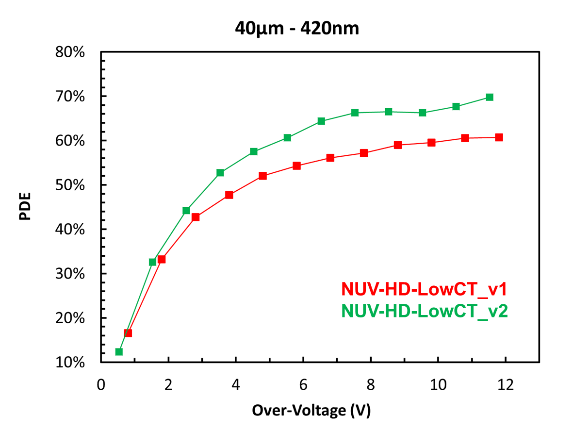 40µm - 420nm
80%
70%
60%
50%
40%
30%
20%
10%
PDE
NUV-HD-LowCT_v1
NUV-HD-LowCT_v2
0 2 4 6 8 10 12
Over-Voltage (V)